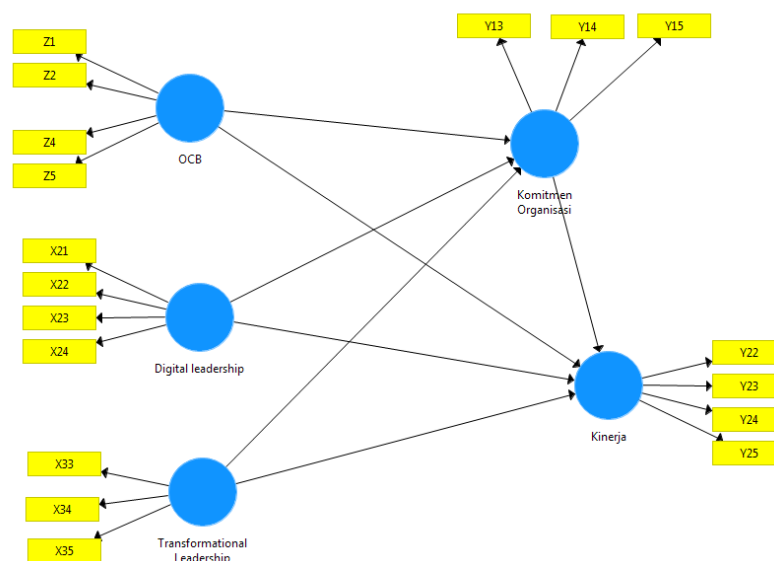 Z1
Z2
Z4
Z5
OCB
Y13
Y14
Y15
Komitmen
Organisasi
X21
X22
X23
X24
Digital leadership
Y22
Y23
Y24
Y25
Kinerja
X33
X34
X35
Transformational
Leadership